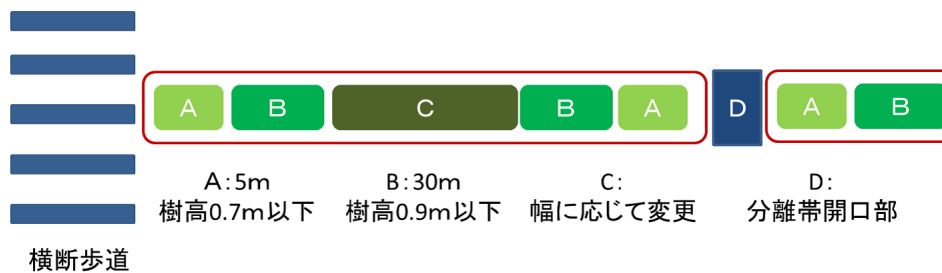 A B C B A D A B
A:5m
樹高0.7m以下
B:30m
樹高0.9m以下
C:
幅に応じて変更
D:
分離帯開口部
横断歩道